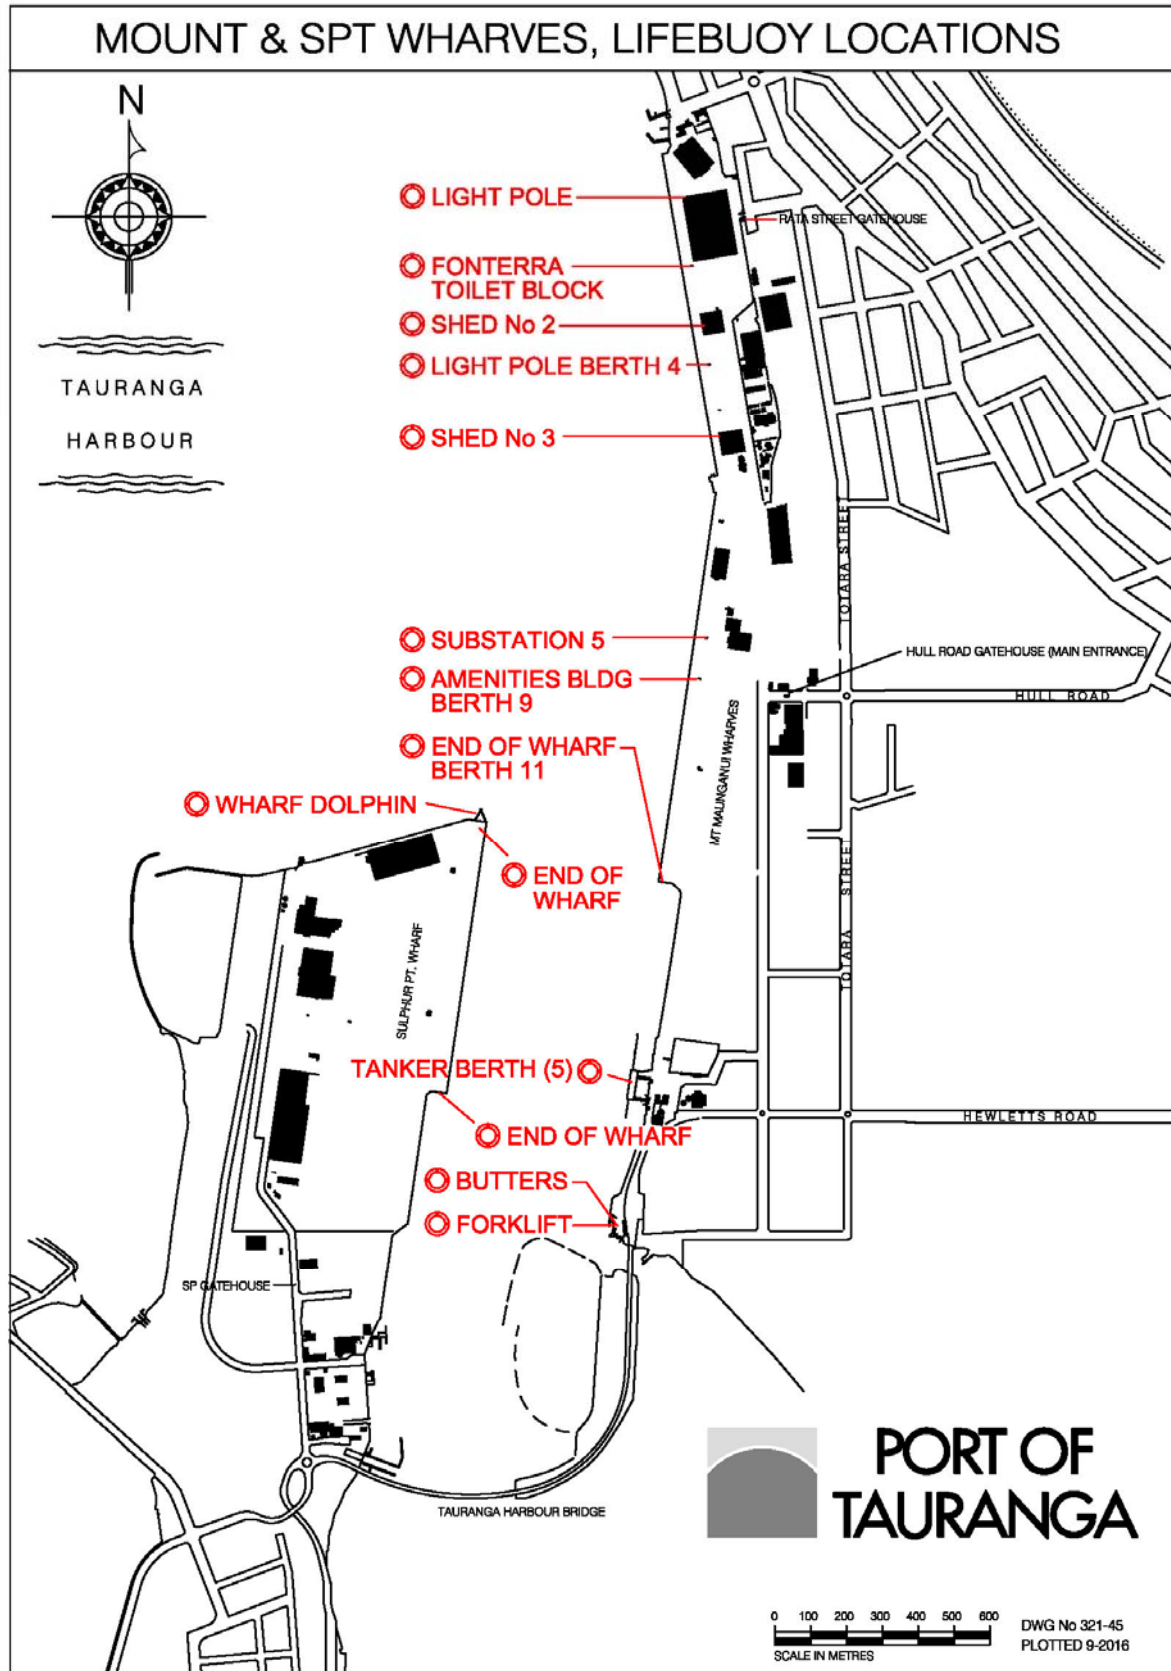 MOUNT & SPT WHARVES, LIFEBUOY LOCATIONS
N
LIGHT POLE
RATA STREET GATEHOUSE
FONTERRA
TOILET BLOCK
SHED No 2
LIGHT POLE BERTH 4
TAURANGA
HARBOUR
SHED No 3
TOTARA STREET
SUBSTATION 5
HULL ROAD GATEHOUSE (MAIN ENTRANCE)
AMENITIES BLDG
BERTH 9
HULL ROAD
MT MAUNGANUI WHARVES
END OF WHARF
BERTH 11
WHARF DOLPHIN
END OF
WHARF
TOTARA STREET
SULPHUR PT. WHARF
TANKER BERTH (5)
HEWLETTS ROAD
END OF WHARF
BUTTERS
FORKLIFT
SP GATEHOUSE
TAURANGA HARBOUR BRIDGE
PORT OF
TAURANGA
0 100 200 300 400 500 600
SCALE IN METRES
DWG No 321-45
PLOTTED 9-2016